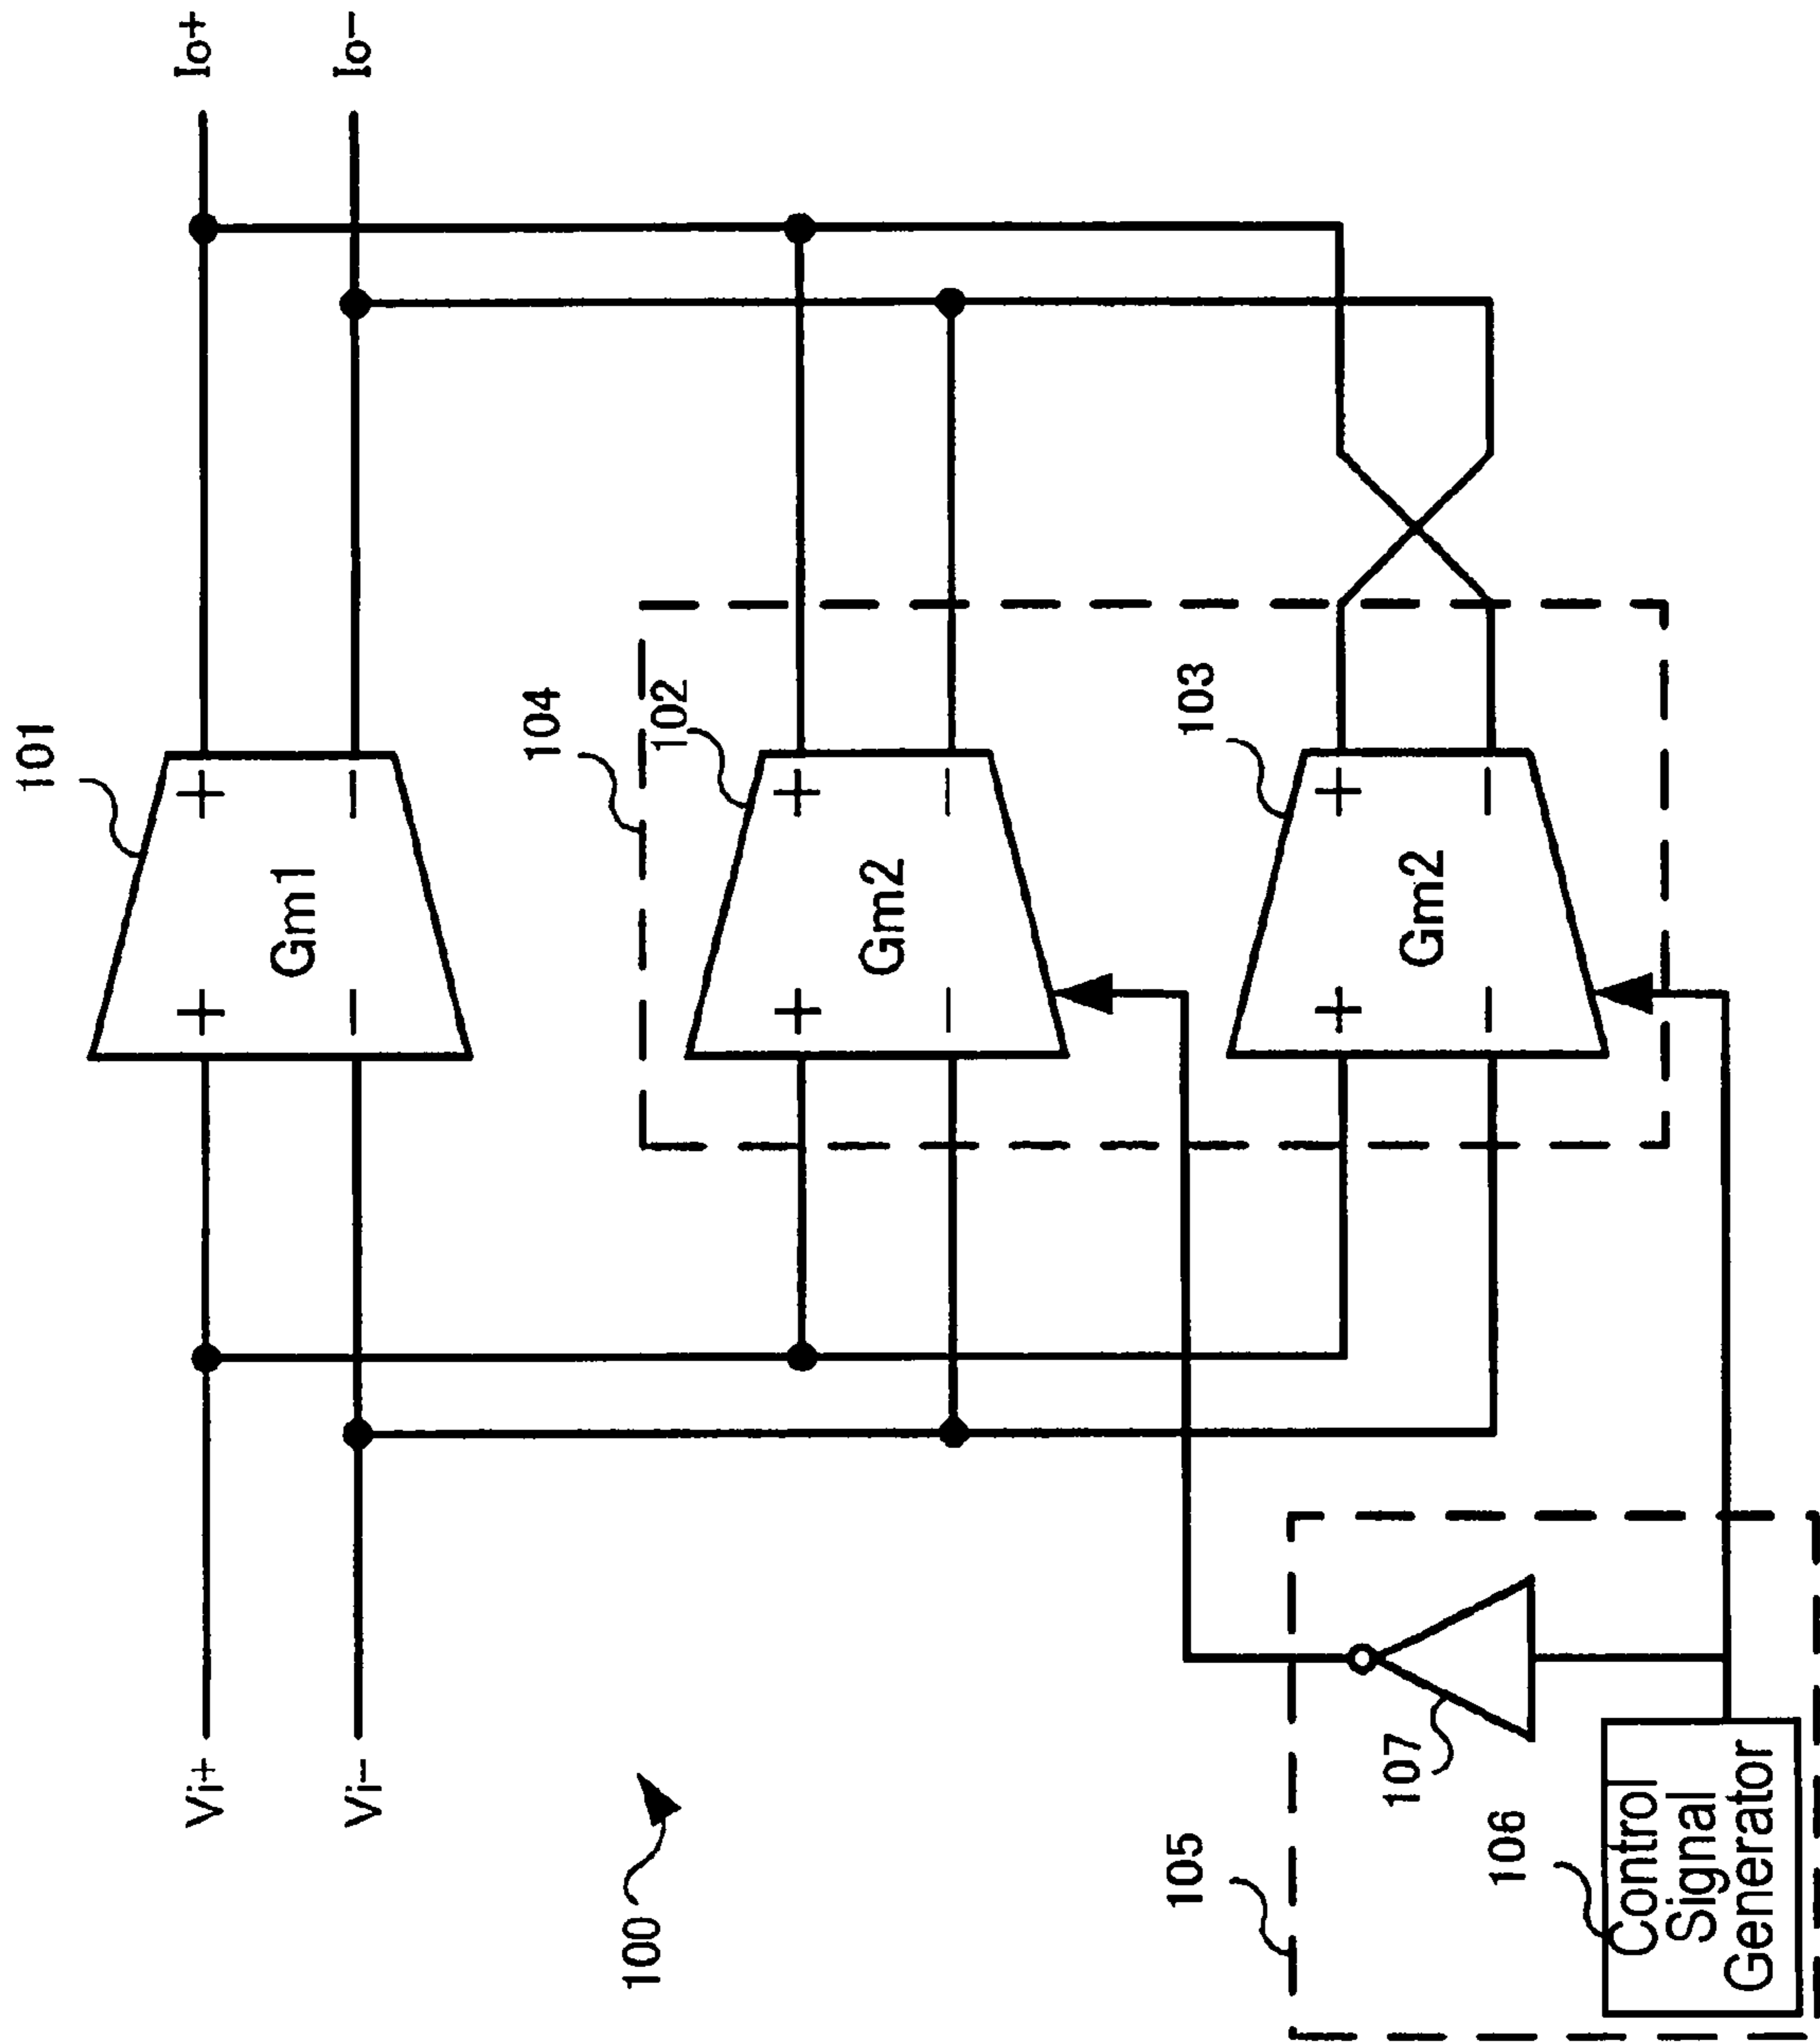 101
Vi+
+
+
Io+
Gm1
Vi−
−
−
Io−
104
100
102
+
+
Gm2
−
−
103
105
+
+
107
Gm2
−
−
106
Control
Signal
Generator